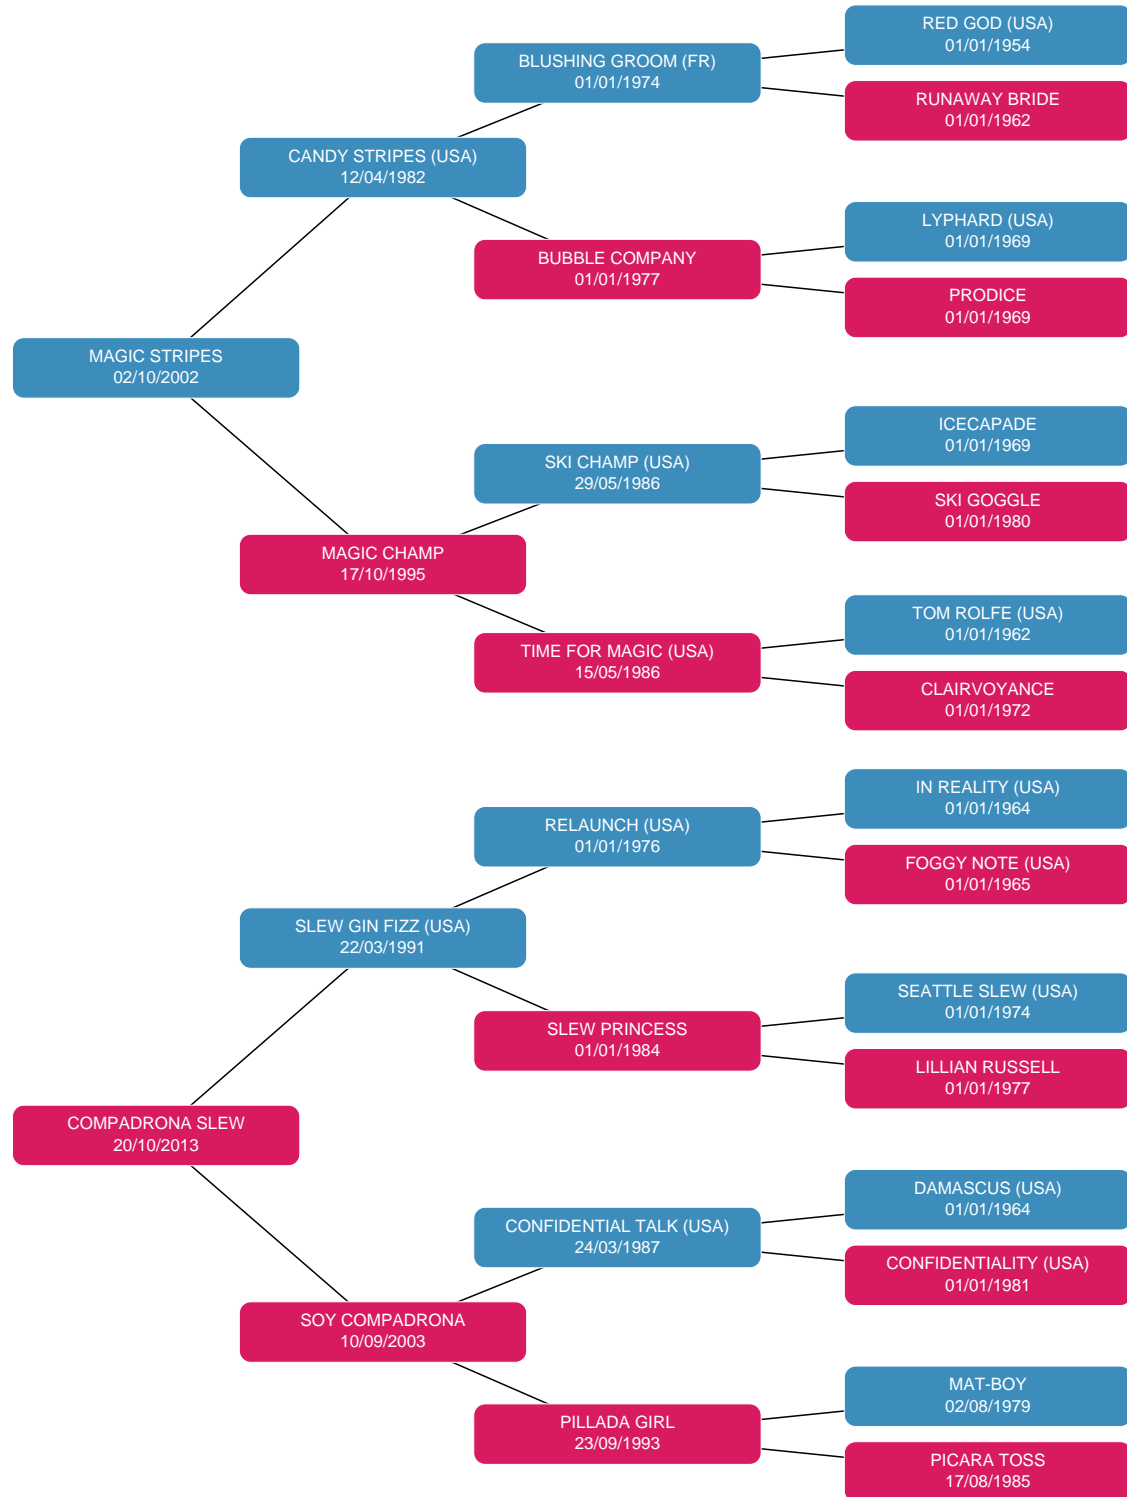 RED GOD (USA)
01/01/1954
BLUSHING GROOM (FR)
01/01/1974
RUNAWAY BRIDE
01/01/1962
CANDY STRIPES (USA)
12/04/1982
LYPHARD (USA)
01/01/1969
BUBBLE COMPANY
01/01/1977
PRODICE
01/01/1969
MAGIC STRIPES
02/10/2002
ICECAPADE
01/01/1969
SKI CHAMP (USA)
29/05/1986
SKI GOGGLE
01/01/1980
MAGIC CHAMP
17/10/1995
TOM ROLFE (USA)
01/01/1962
TIME FOR MAGIC (USA)
15/05/1986
CLAIRVOYANCE
01/01/1972
IN REALITY (USA)
01/01/1964
RELAUNCH (USA)
01/01/1976
FOGGY NOTE (USA)
01/01/1965
SLEW GIN FIZZ (USA)
22/03/1991
SEATTLE SLEW (USA)
01/01/1974
SLEW PRINCESS
01/01/1984
LILLIAN RUSSELL
01/01/1977
COMPADRONA SLEW
20/10/2013
DAMASCUS (USA)
01/01/1964
CONFIDENTIAL TALK (USA)
24/03/1987
CONFIDENTIALITY (USA)
01/01/1981
SOY COMPADRONA
10/09/2003
MAT-BOY
02/08/1979
PILLADA GIRL
23/09/1993
PICARA TOSS
17/08/1985